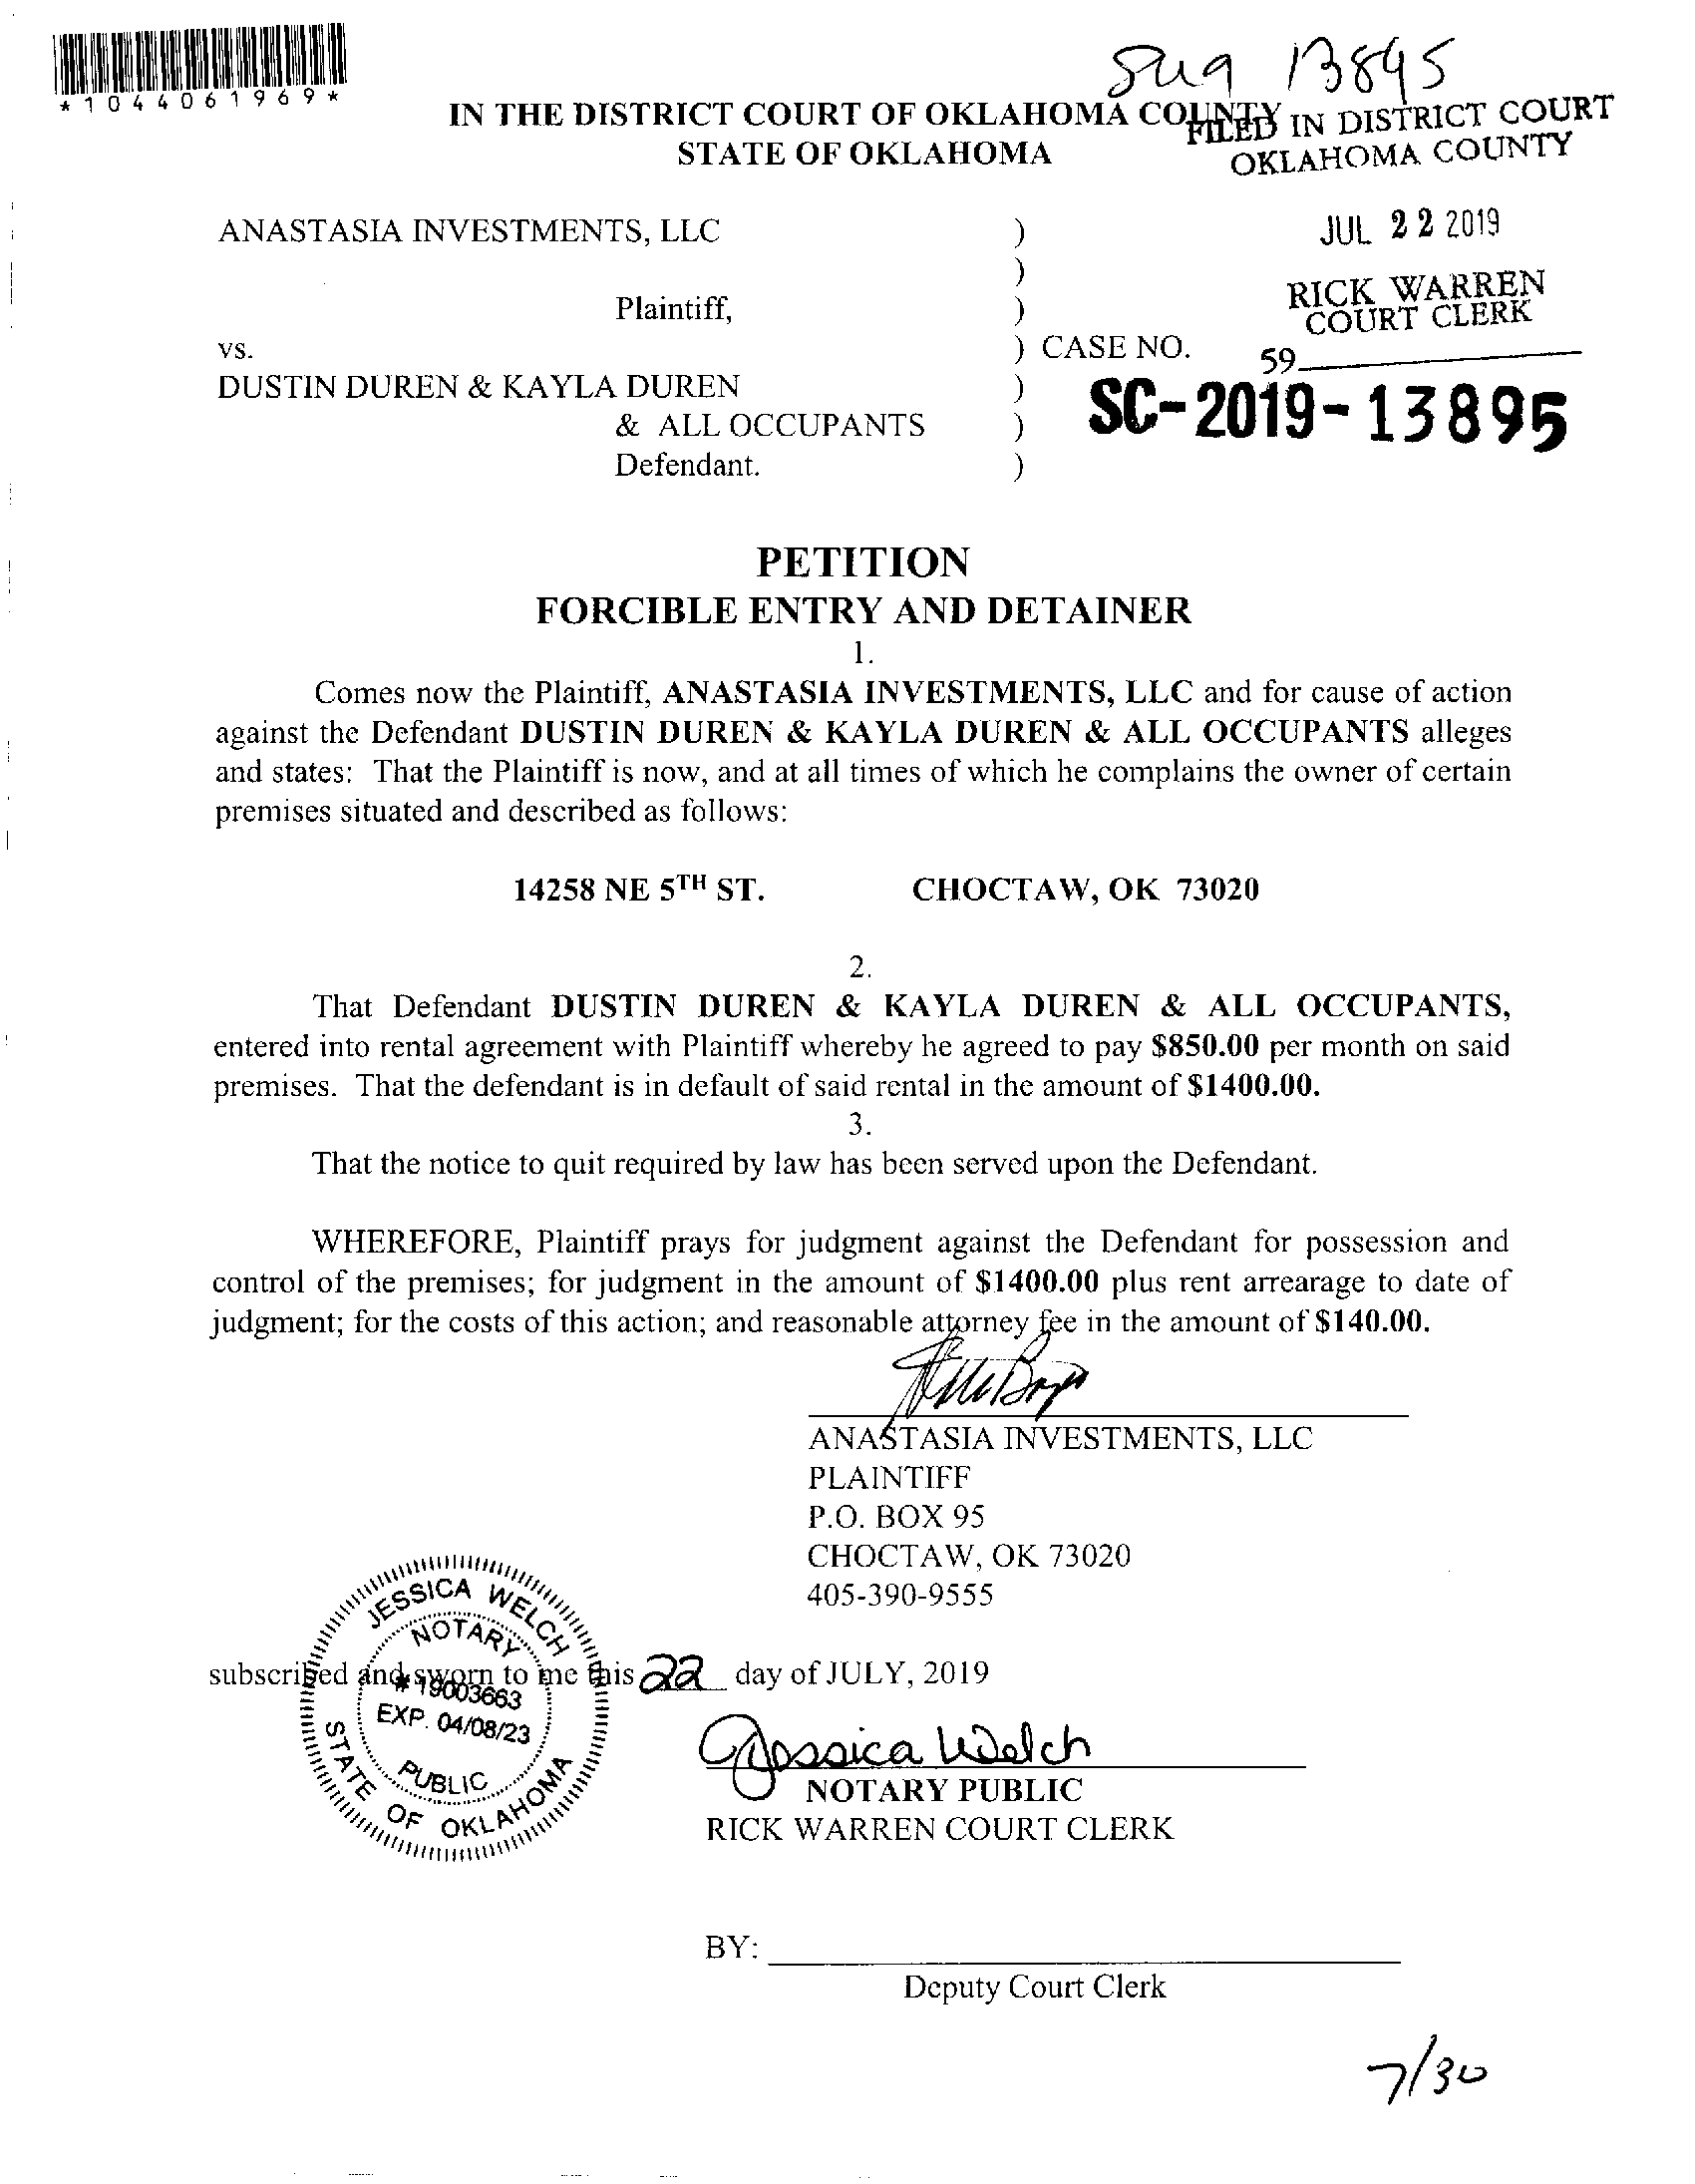 *1044061969*
IN THE DISTRICT COURT OF OKLAHOMA COUNTY
STATE OF OKLAHOMA
13895
FILED IN DISTRICT COURT
OKLAHOMA COUNTY
JUL 22 2019
RICK WARREN
COURT CLERK
59
ANASTASIA INVESTMENTS, LLC )
)
Plaintiff, )
vs. ) CASE NO.
DUSTIN DUREN & KAYLA DUREN )
& ALL OCCUPANTS )
Defendant. )
SC-2019-13895
PETITION
FORCIBLE ENTRY AND DETAINER
1.
Comes now the Plaintiff, ANASTASIA INVESTMENTS, LLC and for cause of action
against the Defendant DUSTIN DUREN & KAYLA DUREN & ALL OCCUPANTS alleges
and states: That the Plaintiff is now, and at all times of which he complains the owner of certain
premises situated and described as follows:
14258 NE 5TH ST. CHOCTAW, OK 73020
2.
That Defendant DUSTIN DUREN & KAYLA DUREN & ALL OCCUPANTS,
entered into rental agreement with Plaintiff whereby he agreed to pay $850.00 per month on said
premises. That the defendant is in default of said rental in the amount of $1400.00.
3.
That the notice to quit required by law has been served upon the Defendant.
WHEREFORE, Plaintiff prays for judgment against the Defendant for possession and
control of the premises; for judgment in the amount of $1400.00 plus rent arrearage to date of
judgment; for the costs of this action; and reasonable attorney fee in the amount of $140.00.
ANASTASIA INVESTMENTS, LLC
PLAINTIFF
P.O. BOX 95
CHOCTAW, OK 73020
405-390-9555
JESSICA WELCH
NOTARY
# 19003663
EXP. 04/08/23
PUBLIC
STATE OF OKLAHOMA
subscribed and sworn to me this 22 day of JULY, 2019
Jessica Welch
NOTARY PUBLIC
RICK WARREN COURT CLERK
BY:
Deputy Court Clerk
7/30